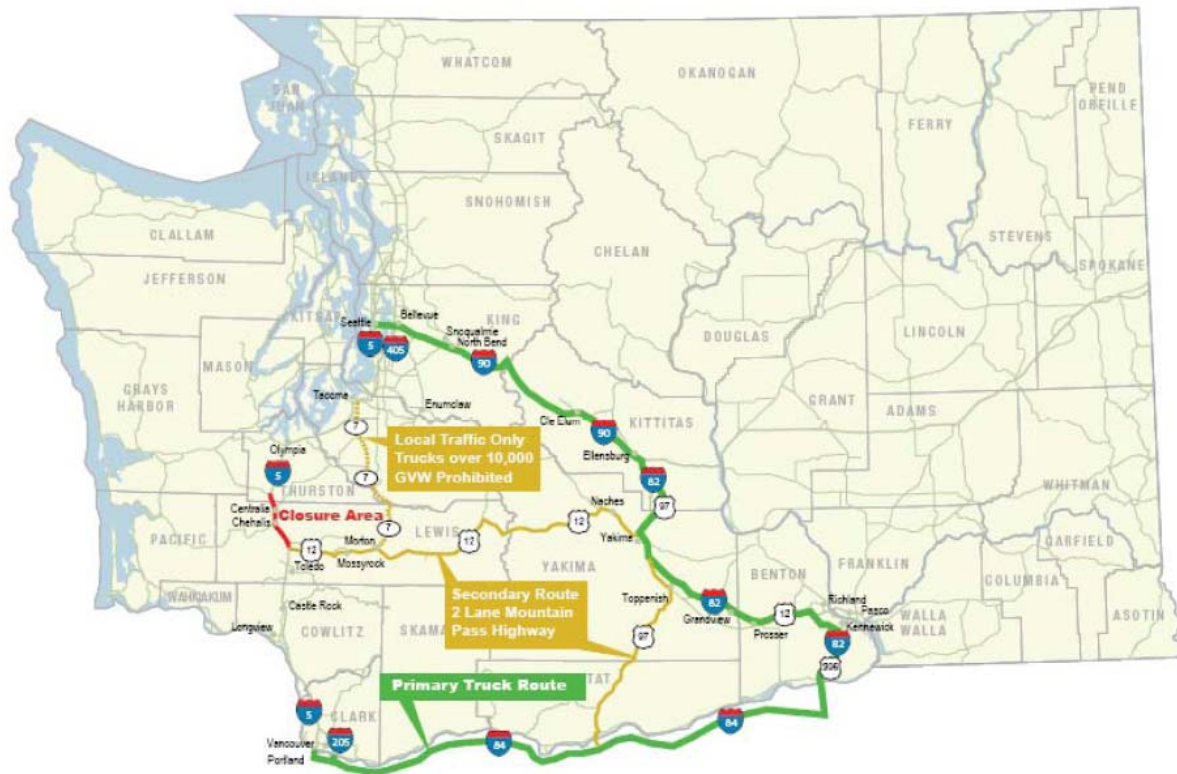 WHATCOM
OKANOGAN
PEND
OREILLE
SAN
JUAN
FERRY
SKAGIT
ISLAND
STEVENS
SNOHOMISH
CLALLAM
CHELAN
JEFFERSON
SPOKANE
KITSAP
Seattle
Bellevue
Snoqualmie
North Bend
KING
DOUGLAS
LINCOLN
5
405
90
MASON
GRAYS
HARBOR
Tacoma
Enumclaw
Cle Elum
90
KITTITAS
GRANT
ADAMS
7
Local Traffic Only
Trucks over 10,000
GVW Prohibited
Olympia
5
Ellensburg
82
97
THURSTON
7
WHITMAN
Centralia
Chehalis
Closure Area
7
LEWIS
Naches
12
12
PACIFIC
Morton
12
Mossyrock
Toledo
Yakima
YAKIMA
BENTON
FRANKLIN
GARFIELD
COLUMBIA
WAHKIAKUM
Castle Rock
Secondary Route
2 Lane Mountain
Pass Highway
Toppenish
82
Grandview
12
Prosser
Richland
Pasco
Kennewick
WALLA
WALLA
ASOTIN
Longview
COWLITZ
SKAMA
97
82
TAT
Primary Truck Route
5
CLARK
205
84
84
Vancouver
Portland